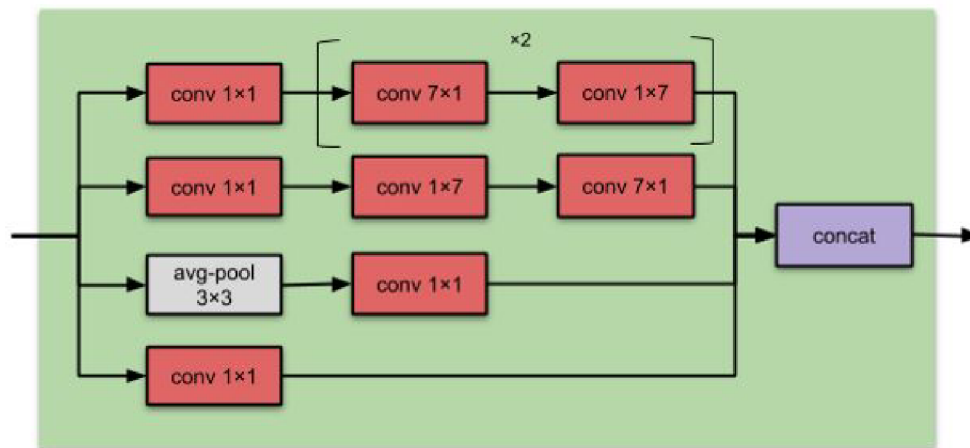 ×2
conv 1×1
conv 7×1
conv 1×7
conv 1×1
conv 1×7
conv 7×1
concat
avg-pool
3×3
conv 1×1
conv 1×1